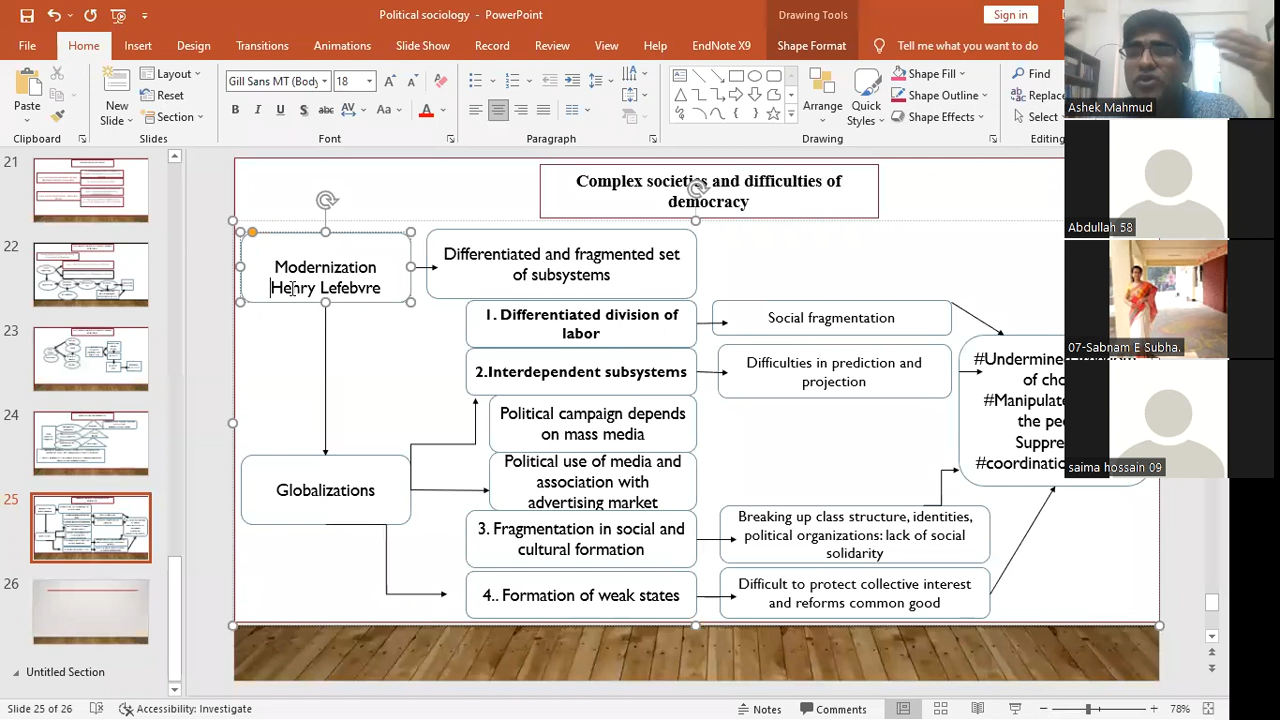 Political sociology - PowerPoint
Drawing Tools
Sign in
File
Home
Insert
Design
Transitions
Animations
Slide Show
Record
Review
View
Help
EndNote X9
Shape Format
Tell me what you want to do
Paste
Clipboard
New
Slide
Layout
Reset
Section
Slides
Gill Sans MT (Body)
18
Font
Paragraph
Arrange
Quick
Styles
Shape Fill
Shape Outline
Shape Effects
Drawing
Find
Replace
Select
Editing
Ashek Mahmud
Abdullah 58
07-Sabnam E Subha.
saima hossain 09
21
22
23
24
25
26
Untitled Section
Complex societies and difficulties of
democracy
Modernization
Henry Lefebvre
Differentiated and fragmented set
of subsystems
1. Differentiated division of
labor
Social fragmentation
2.Interdependent subsystems
Difficulties in prediction and
projection
Political campaign depends
on mass media
Political use of media and
association with
advertising market
Globalizations
3. Fragmentation in social and
cultural formation
Breaking up class structure, identities,
political organizations: lack of social
solidarity
4.. Formation of weak states
Difficult to protect collective interest
and reforms common good
#Undermine
of
#Manipulate
the
Suppre
#coordination
Slide 25 of 26
Accessibility: Investigate
Notes
Comments
78%